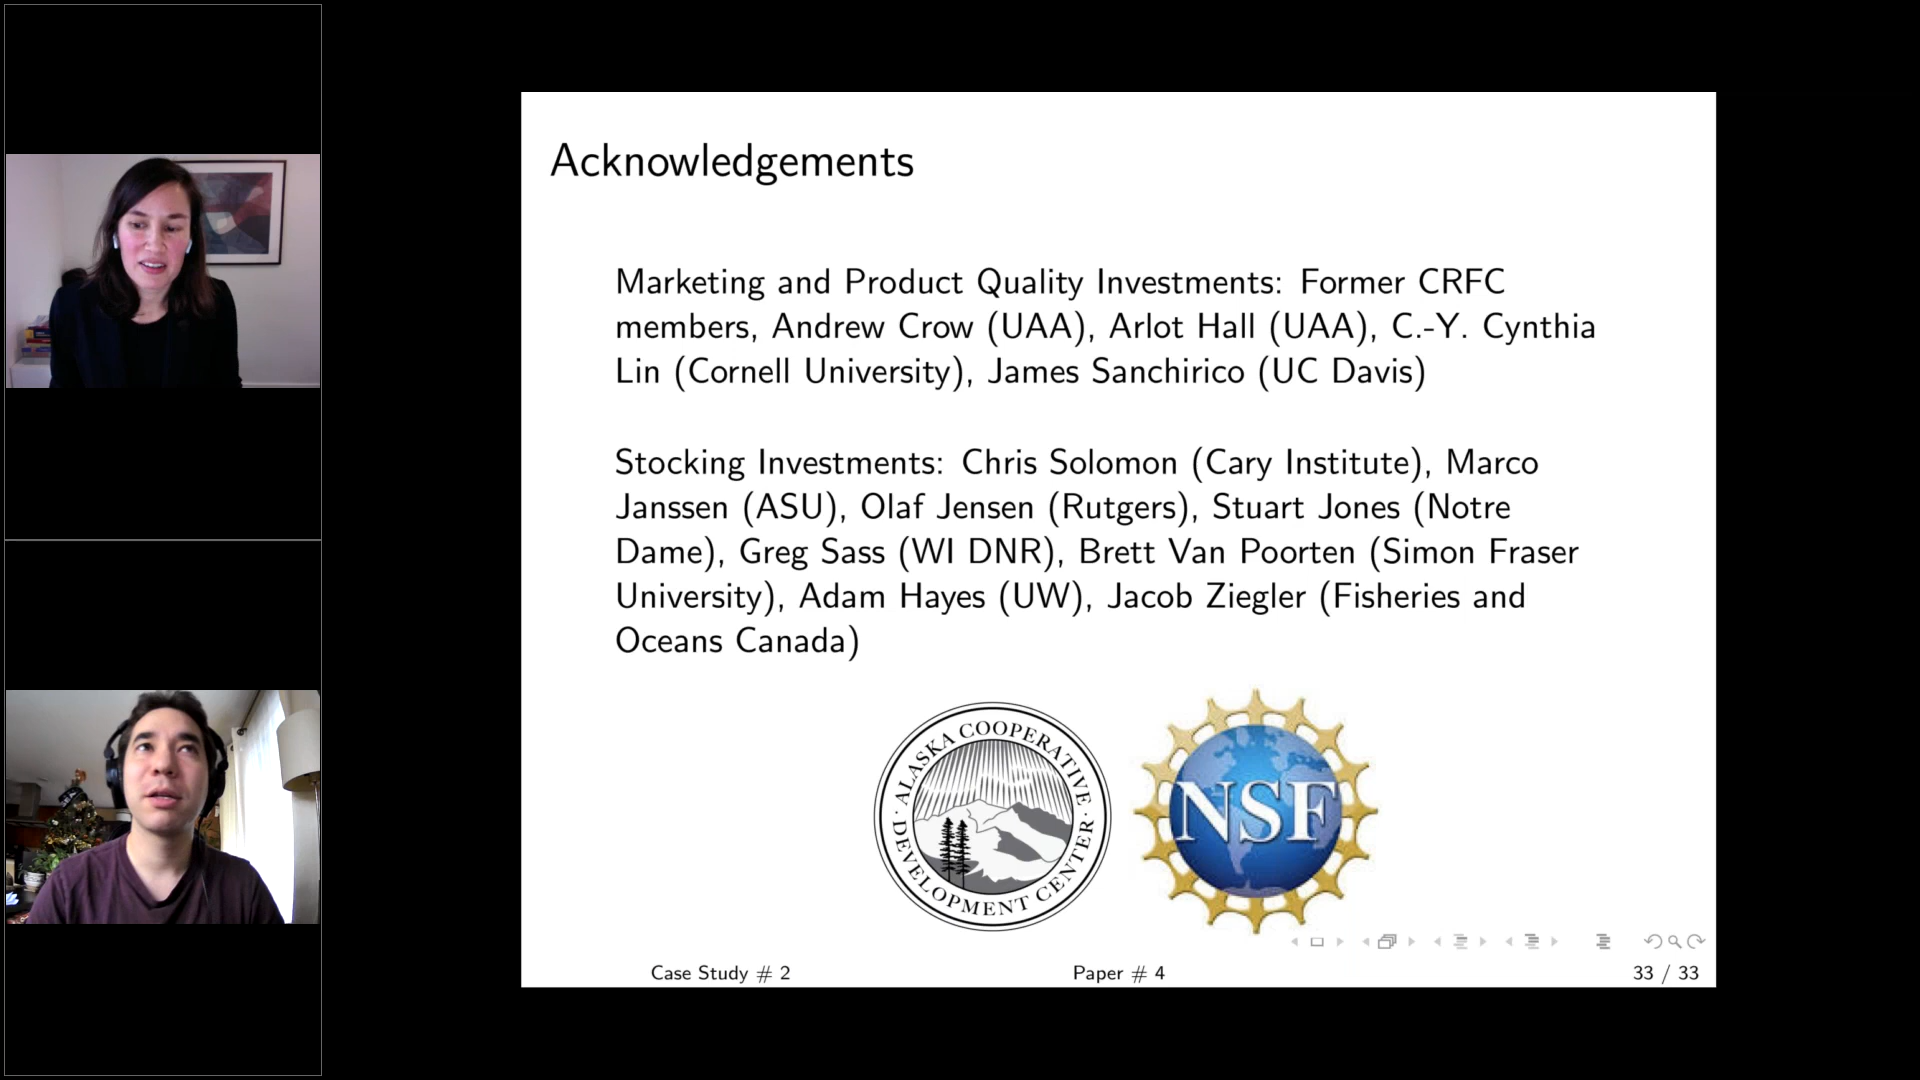 Acknowledgements
Marketing and Product Quality Investments: Former CRFC
members, Andrew Crow (UAA), Arlot Hall (UAA), C.-Y. Cynthia
Lin (Cornell University), James Sanchirico (UC Davis)
Stocking Investments: Chris Solomon (Cary Institute), Marco
Janssen (ASU), Olaf Jensen (Rutgers), Stuart Jones (Notre
Dame), Greg Sass (WI DNR), Brett Van Poorten (Simon Fraser
University), Adam Hayes (UW), Jacob Ziegler (Fisheries and
Oceans Canada)
· ALASKA COOPERATIVE ·
DEVELOPMENT CENTER
NSF
Case Study # 2 Paper # 4 33 / 33